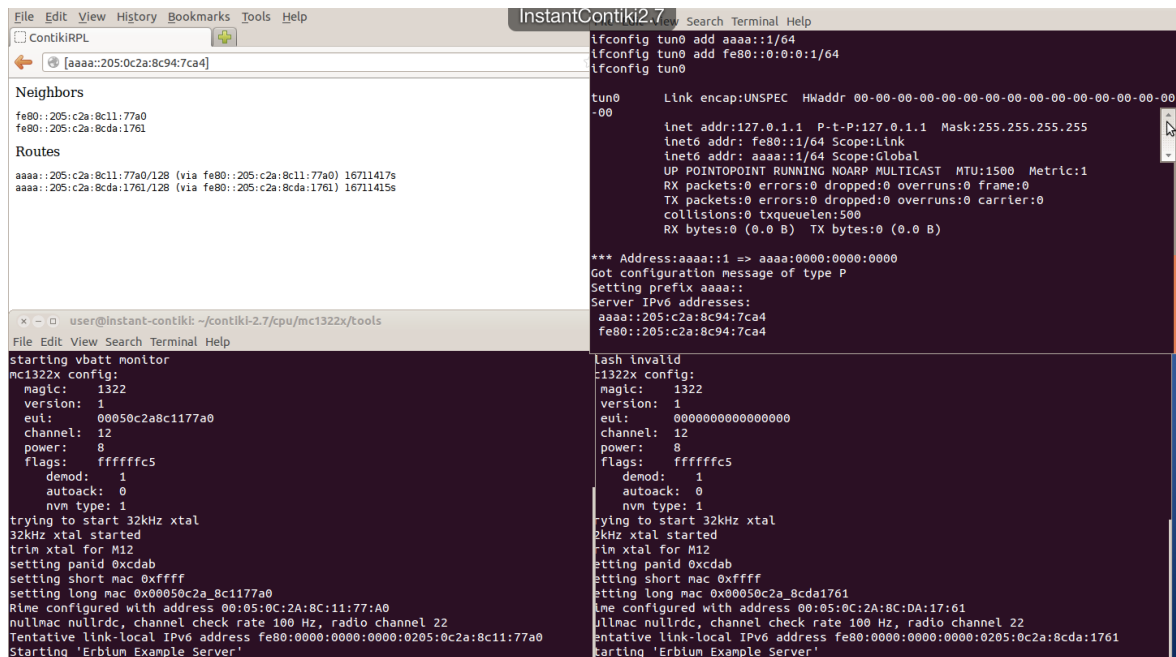 InstantContiki2.7
File Edit View History Bookmarks Tools Help
ContikiRPL
[aaaa::205:0c2a:8c94:7ca4]
Neighbors
fe80::205:c2a:8c11:77a0
fe80::205:c2a:8cda:1761
Routes
aaaa::205:c2a:8c11:77a0/128 (via fe80::205:c2a:8c11:77a0) 16711417s
aaaa::205:c2a:8cda:1761/128 (via fe80::205:c2a:8cda:1761) 16711415s
Search Terminal Help
ifconfig tun0 add aaaa::1/64
ifconfig tun0 add fe80::0:0:0:1/64
ifconfig tun0
tun0 Link encap:UNSPEC HWaddr 00-00-00-00-00-00-00-00-00-00-00-00-00-00-00
-00
inet addr:127.0.1.1 P-t-P:127.0.1.1 Mask:255.255.255.255
inet6 addr: fe80::1/64 Scope:Link
inet6 addr: aaaa::1/64 Scope:Global
UP POINTOPOINT RUNNING NOARP MULTICAST MTU:1500 Metric:1
RX packets:0 errors:0 dropped:0 overruns:0 frame:0
TX packets:0 errors:0 dropped:0 overruns:0 carrier:0
collisions:0 txqueuelen:500
RX bytes:0 (0.0 B) TX bytes:0 (0.0 B)
*** Address:aaaa::1 => aaaa:0000:0000:0000
Got configuration message of type P
Setting prefix aaaa::
Server IPv6 addresses:
aaaa::205:c2a:8c94:7ca4
fe80::205:c2a:8c94:7ca4
user@instant-contiki: ~/contiki-2.7/cpu/mc1322x/tools
File Edit View Search Terminal Help
starting vbatt monitor
mc1322x config:
magic: 1322
version: 1
eui: 00050c2a8c1177a0
channel: 12
power: 8
flags: ffffffc5
demod: 1
autoack: 0
nvm type: 1
trying to start 32kHz xtal
32kHz xtal started
trim xtal for M12
setting panid 0xcdab
setting short mac 0xffff
setting long mac 0x00050c2a_8c1177a0
Rime configured with address 00:05:0C:2A:8C:11:77:A0
nullmac nullrdc, channel check rate 100 Hz, radio channel 22
Tentative link-local IPv6 address fe80:0000:0000:0000:0205:0c2a:8c11:77a0
Starting 'Erbium Example Server'
lash invalid
c1322x config:
magic: 1322
version: 1
eui: 0000000000000000
channel: 12
power: 8
flags: ffffffc5
demod: 1
autoack: 0
nvm type: 1
rying to start 32kHz xtal
2kHz xtal started
rim xtal for M12
etting panid 0xcdab
etting short mac 0xffff
etting long mac 0x00050c2a_8cda1761
ime configured with address 00:05:0C:2A:8C:DA:17:61
ullmac nullrdc, channel check rate 100 Hz, radio channel 22
entative link-local IPv6 address fe80:0000:0000:0000:0205:0c2a:8cda:1761
tarting 'Erbium Example Server'